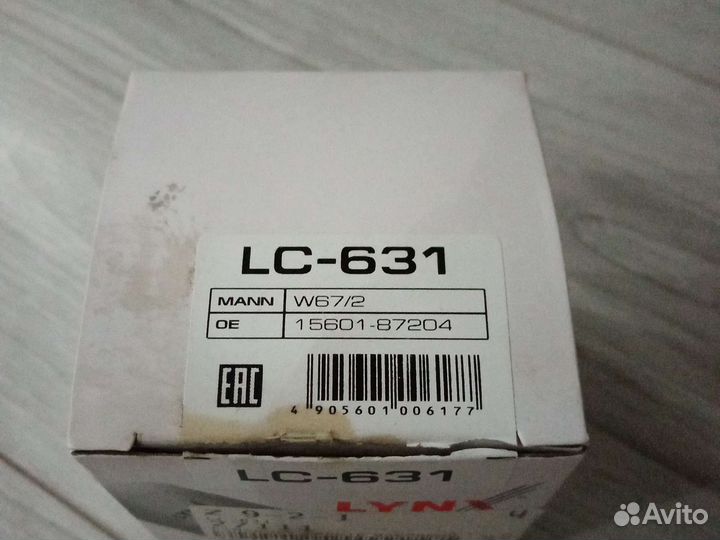 LC-631
MANN W67/2
OE 15601-87204
EAC
4 905601 006177
LC-631
LYNX
Avito